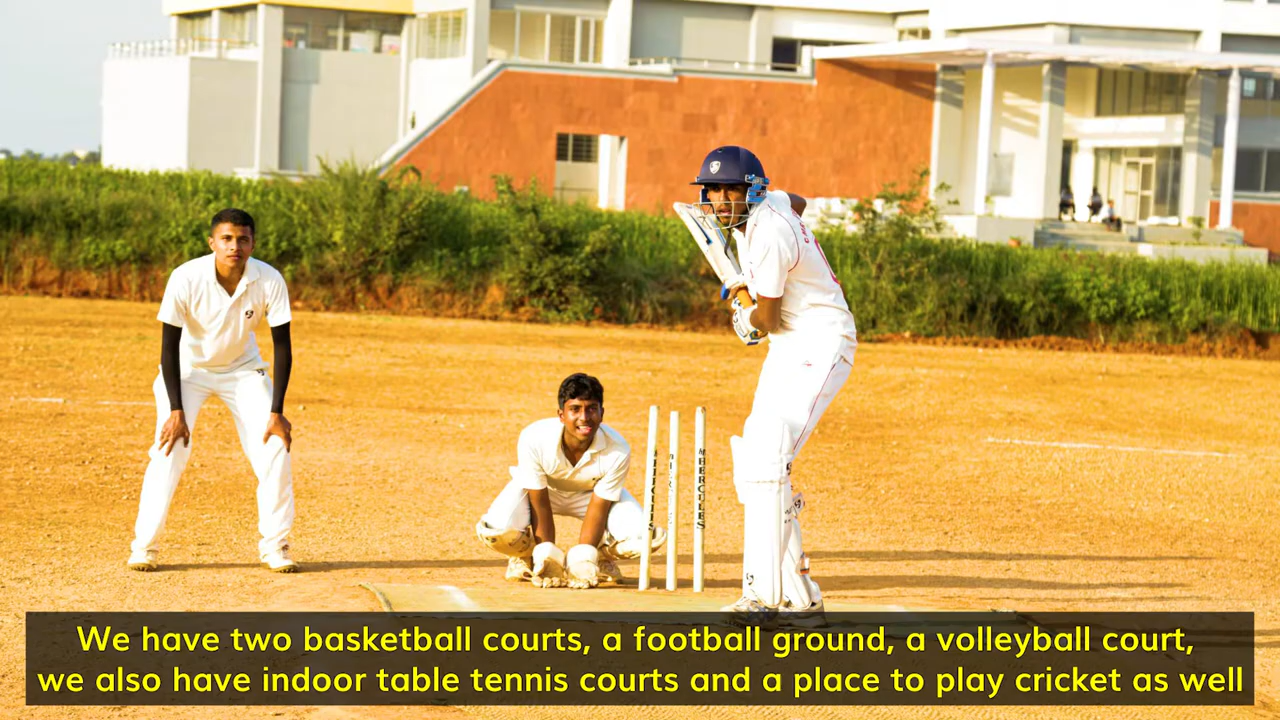 HERCULES
We have two basketball courts, a football ground, a volleyball court,
we also have indoor table tennis courts and a place to play cricket as well